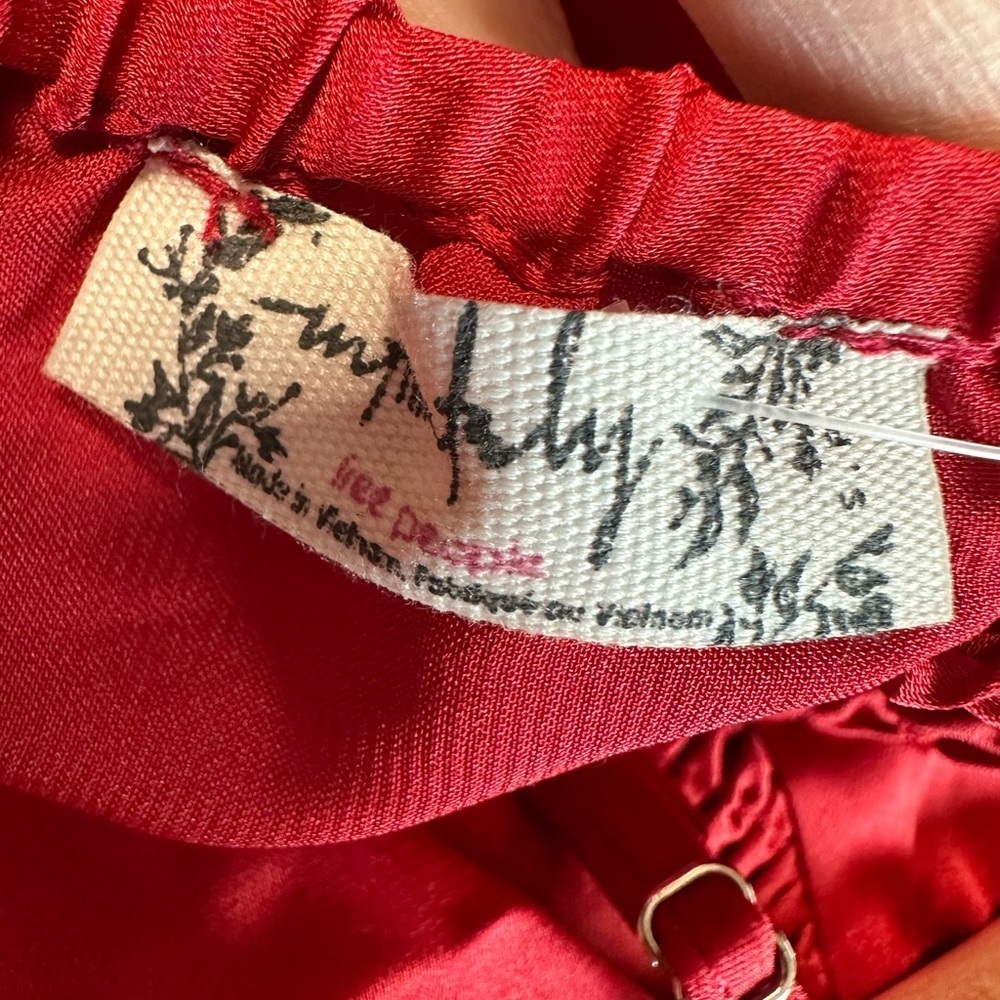 intimately
free people
Made in Vietnam. Fabriqué au Vietnam
S